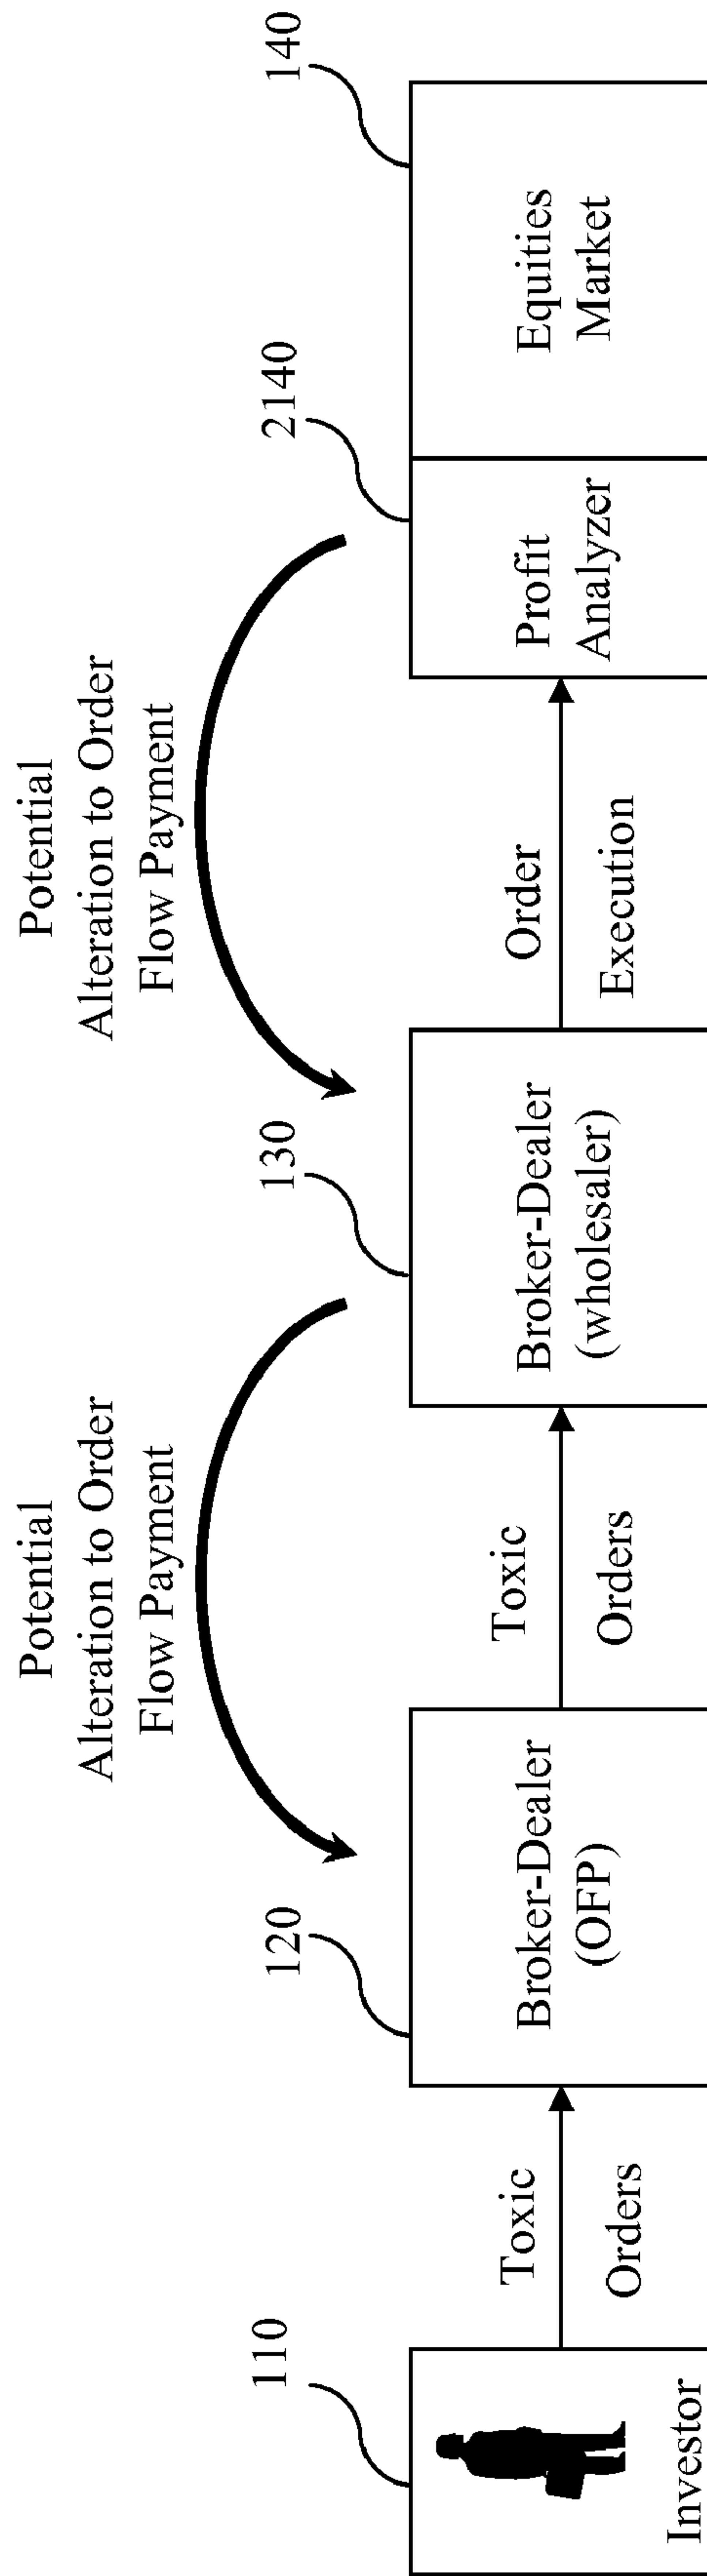 Potential
Alteration to Order
Flow Payment
Potential
Alteration to Order
Flow Payment
110
120
130
2140
140
Investor
Toxic
Orders
Broker-Dealer
(OFP)
Toxic
Orders
Broker-Dealer
(wholesaler)
Order
Execution
Profit
Analyzer
Equities
Market